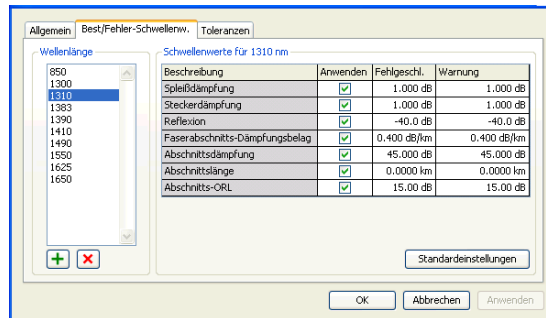 Allgemein Best/Fehler-Schwellenw. Toleranzen
Wellenlänge
850
1300
1310
1383
1390
1410
1490
1550
1625
1650
Schwellenwerte für 1310 nm
Beschreibung Anwenden Fehlgeschl. Warnung
Spleißdämpfung 1.000 dB 1.000 dB
Steckerdämpfung 1.000 dB 1.000 dB
Reflexion -40.0 dB -40.0 dB
Faserabschnitts-Dämpfungsbelag 0.400 dB/km 0.400 dB/km
Abschnittsdämpfung 45.000 dB 45.000 dB
Abschnittslänge 0.0000 km 0.0000 km
Abschnitts-ORL 15.00 dB 15.00 dB
Standardeinstellungen
OK Abbrechen Anwenden